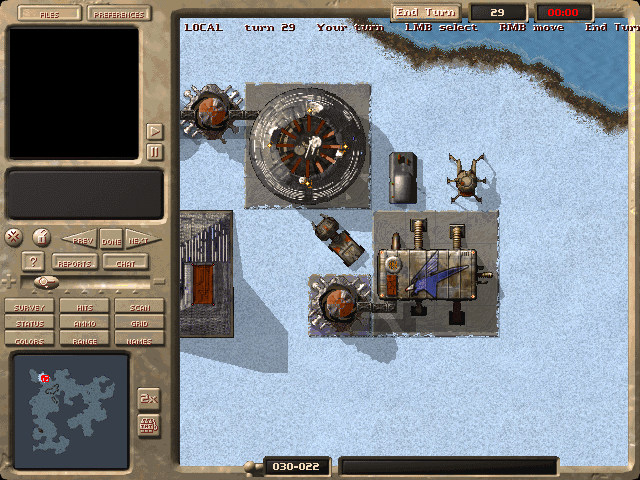 FILES PREFERENCES End Turn 29 00:00
LOCAL turn 29 Your turn LMB select RMB move End Turn
PREV DONE NEXT
? REPORTS CHAT
SURVEY HITS SCAN
STATUS AMMO GRID
COLORS RANGE NAMES
2x
030-022